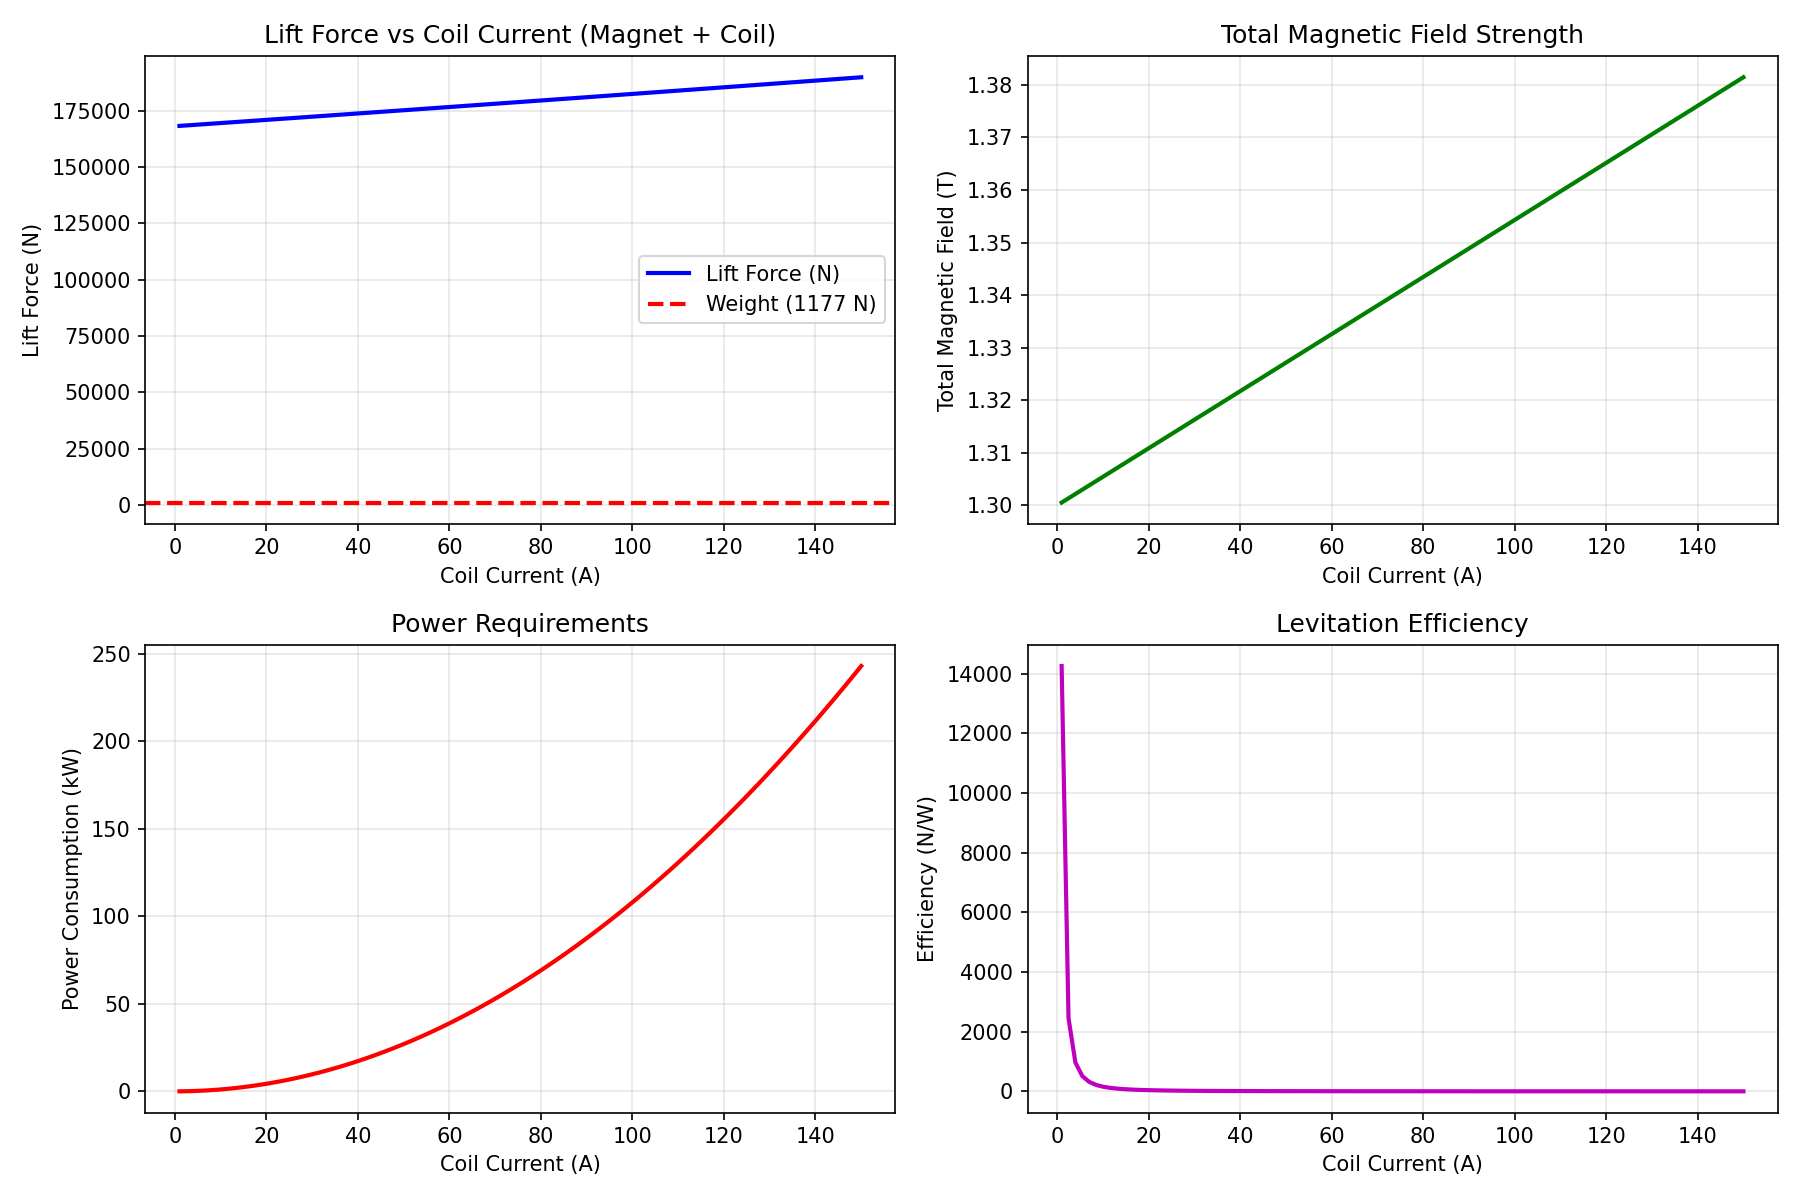 Lift Force vs Coil Current (Magnet + Coil)
Lift Force (N)
175000
150000
125000
100000
75000
50000
25000
0
Lift Force (N)
Weight (1177 N)
0 20 40 60 80 100 120 140
Coil Current (A)
Total Magnetic Field Strength
Total Magnetic Field (T)
1.38
1.37
1.36
1.35
1.34
1.33
1.32
1.31
1.30
0 20 40 60 80 100 120 140
Coil Current (A)
Power Requirements
Power Consumption (kW)
250
200
150
100
50
0
0 20 40 60 80 100 120 140
Coil Current (A)
Levitation Efficiency
Efficiency (N/W)
14000
12000
10000
8000
6000
4000
2000
0
0 20 40 60 80 100 120 140
Coil Current (A)